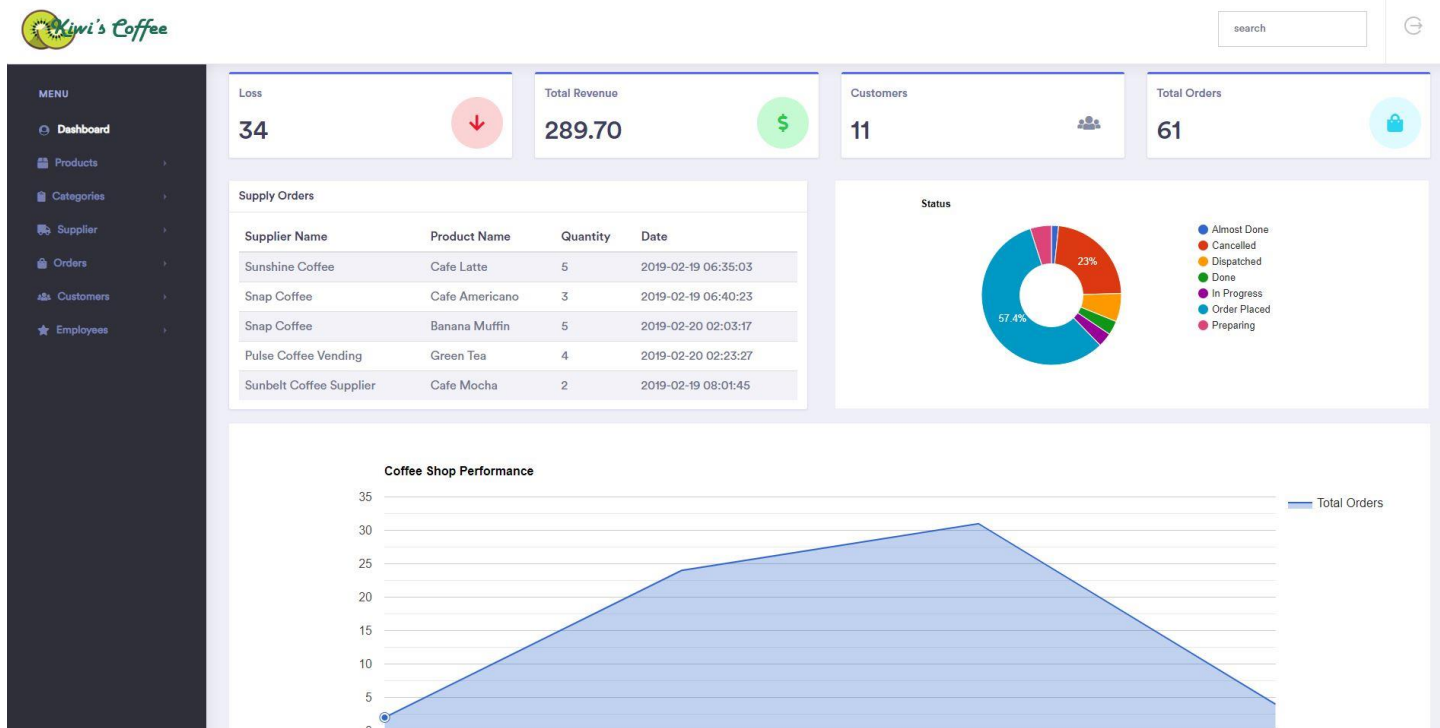 Kiwi's Coffee
search
MENU
Dashboard
Products
Categories
Supplier
Orders
Customers
Employees
Loss
34
Total Revenue
289.70
Customers
11
Total Orders
61
Supply Orders
Supplier Name Product Name Quantity Date
Sunshine Coffee Cafe Latte 5 2019-02-19 06:35:03
Snap Coffee Cafe Americano 3 2019-02-19 06:40:23
Snap Coffee Banana Muffin 5 2019-02-20 02:03:17
Pulse Coffee Vending Green Tea 4 2019-02-20 02:23:27
Sunbelt Coffee Supplier Cafe Mocha 2 2019-02-19 08:01:45
Status
23%
57.4%
Almost Done
Cancelled
Dispatched
Done
In Progress
Order Placed
Preparing
Coffee Shop Performance
35
30
25
20
15
10
5
Total Orders